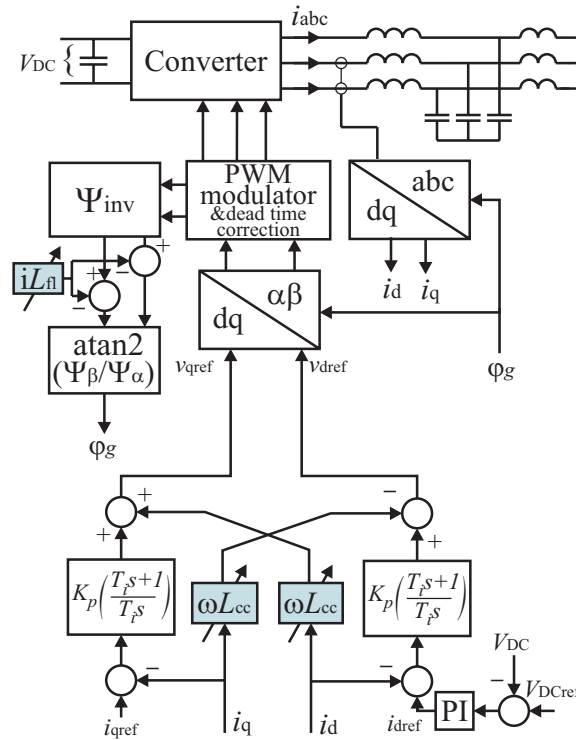 iabc
VDC
Converter
Ψinv
PWM
modulator
&dead time
correction
abc
dq
+
−
iLfl
+
−
id
iq
αβ
dq
atan2
(Ψβ/Ψα)
vqref
vdref
φg
φg
+
+
−
+
Kp(Tis+1/Tis)
ωLcc
ωLcc
Kp(Tis+1/Tis)
VDC
−
−
−
VDCref
PI
iqref
iq
id
idref